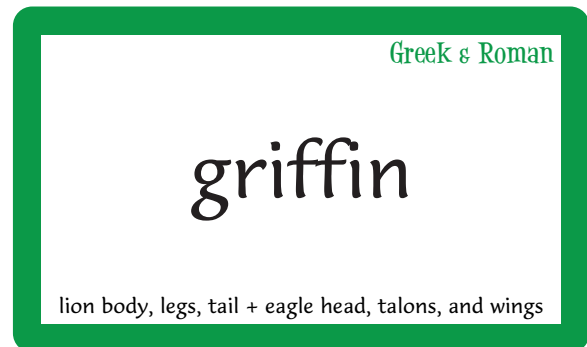 Greek & Roman
griffin
lion body, legs, tail + eagle head, talons, and wings